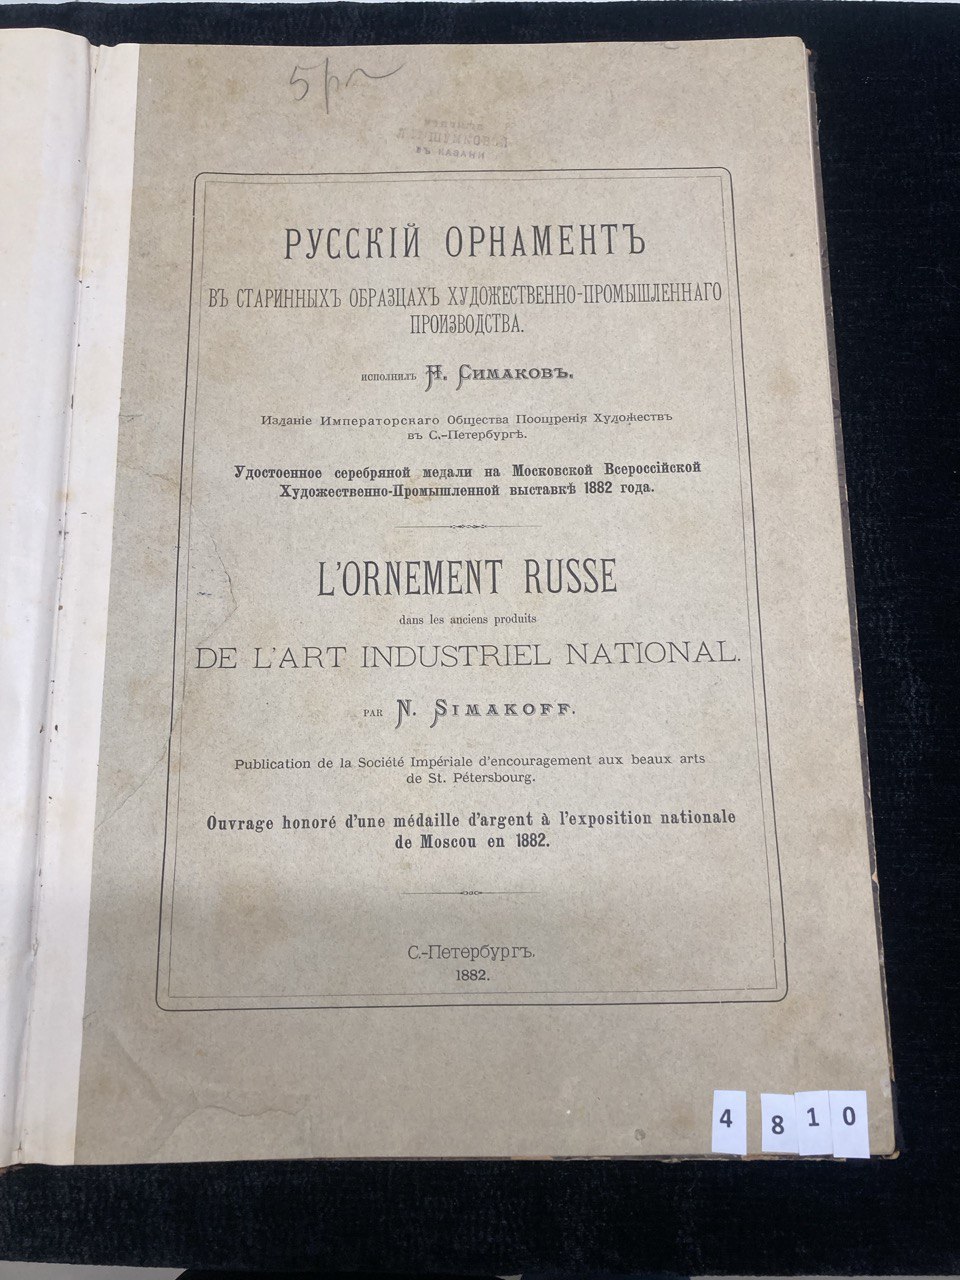 РУССКІЙ ОРНАМЕНТЪ
ВЪ СТАРИННЫХЪ ОБРАЗЦАХЪ ХУДОЖЕСТВЕННО-ПРОМЫШЛЕННАГО
ПРОИЗВОДСТВА.
исполнилъ Н. Симаковъ.
Изданіе Императорскаго Общества Поощренія Художествъ
въ С.-Петербургѣ.
Удостоенное серебряной медали на Московской Всероссійской
Художественно-Промышленной выставкѣ 1882 года.
L'ORNEMENT RUSSE
dans les anciens produits
DE L'ART INDUSTRIEL NATIONAL.
PAR N. SIMAKOFF.
Publication de la Société Impériale d'encouragement aux beaux arts
de St. Pétersbourg.
Ouvrage honoré d'une médaille d'argent à l'exposition nationale
de Moscou en 1882.
С.-Петербургъ.
1882.
4 8 1 0